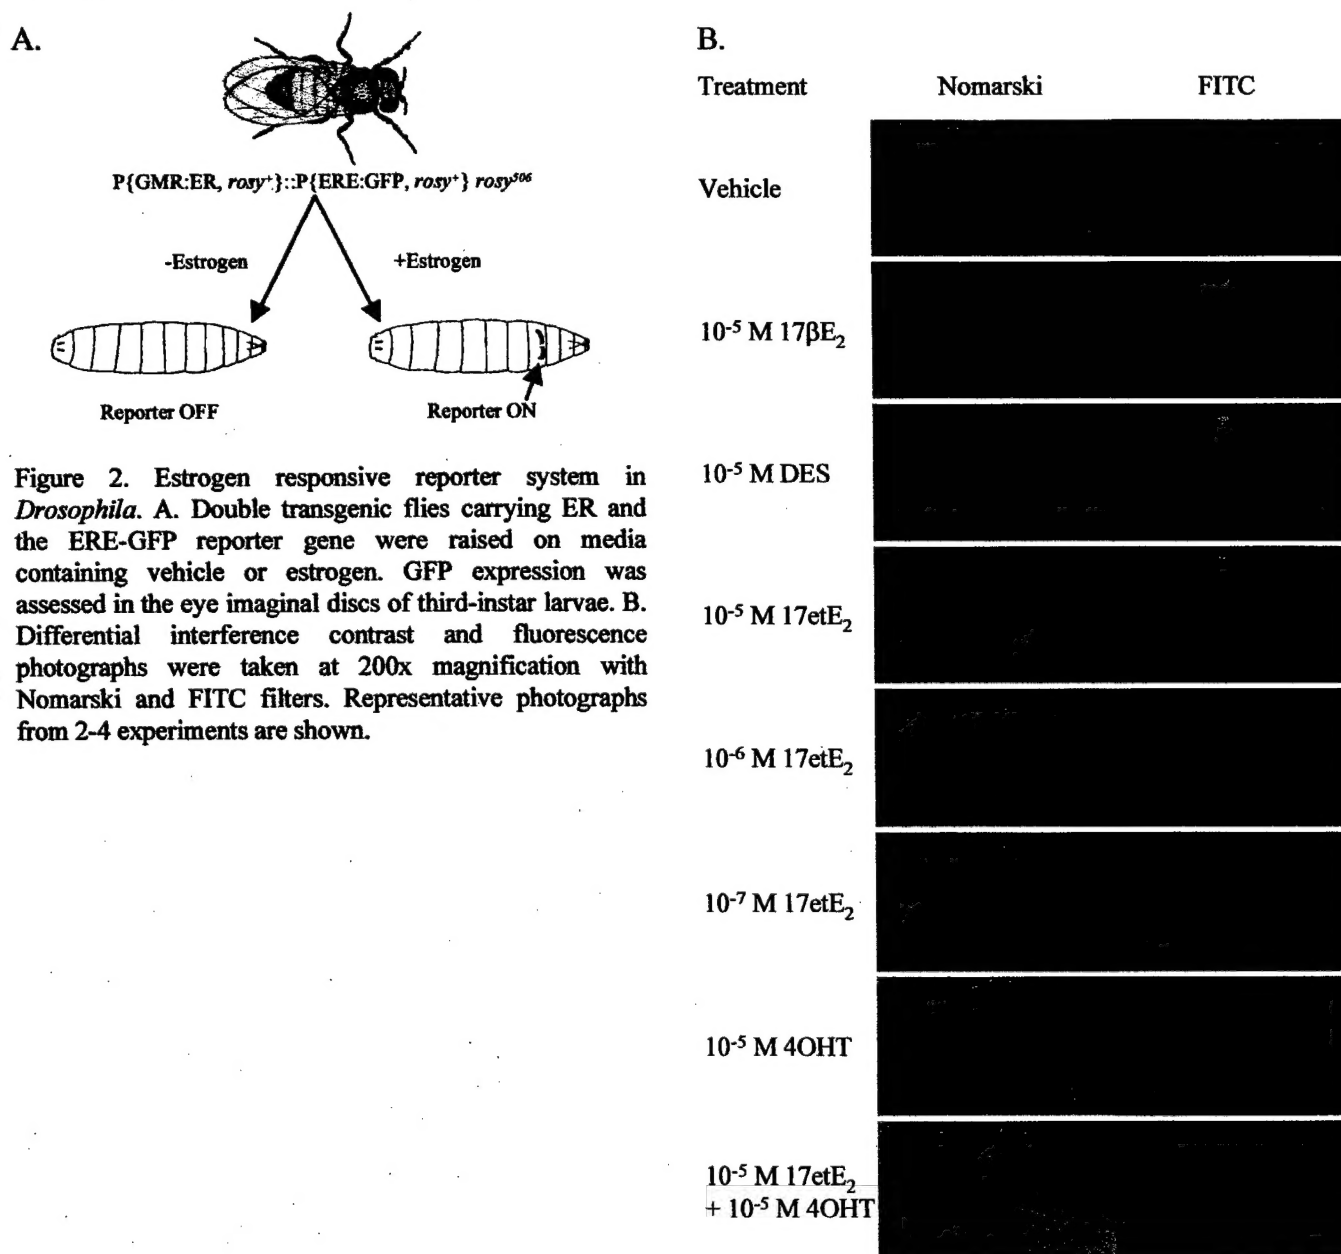 A.
P{GMR:ER, rosy⁺}::P{ERE:GFP, rosy⁺} rosy⁵⁰⁶
-Estrogen
+Estrogen
Reporter OFF
Reporter ON
Figure 2. Estrogen responsive reporter system in
Drosophila. A. Double transgenic flies carrying ER and
the ERE-GFP reporter gene were raised on media
containing vehicle or estrogen. GFP expression was
assessed in the eye imaginal discs of third-instar larvae. B.
Differential interference contrast and fluorescence
photographs were taken at 200x magnification with
Nomarski and FITC filters. Representative photographs
from 2-4 experiments are shown.
B.
Treatment Nomarski FITC
Vehicle
10⁻⁵ M 17βE₂
10⁻⁵ M DES
10⁻⁵ M 17etE₂
10⁻⁶ M 17etE₂
10⁻⁷ M 17etE₂
10⁻⁵ M 4OHT
10⁻⁵ M 17etE₂
+ 10⁻⁵ M 4OHT